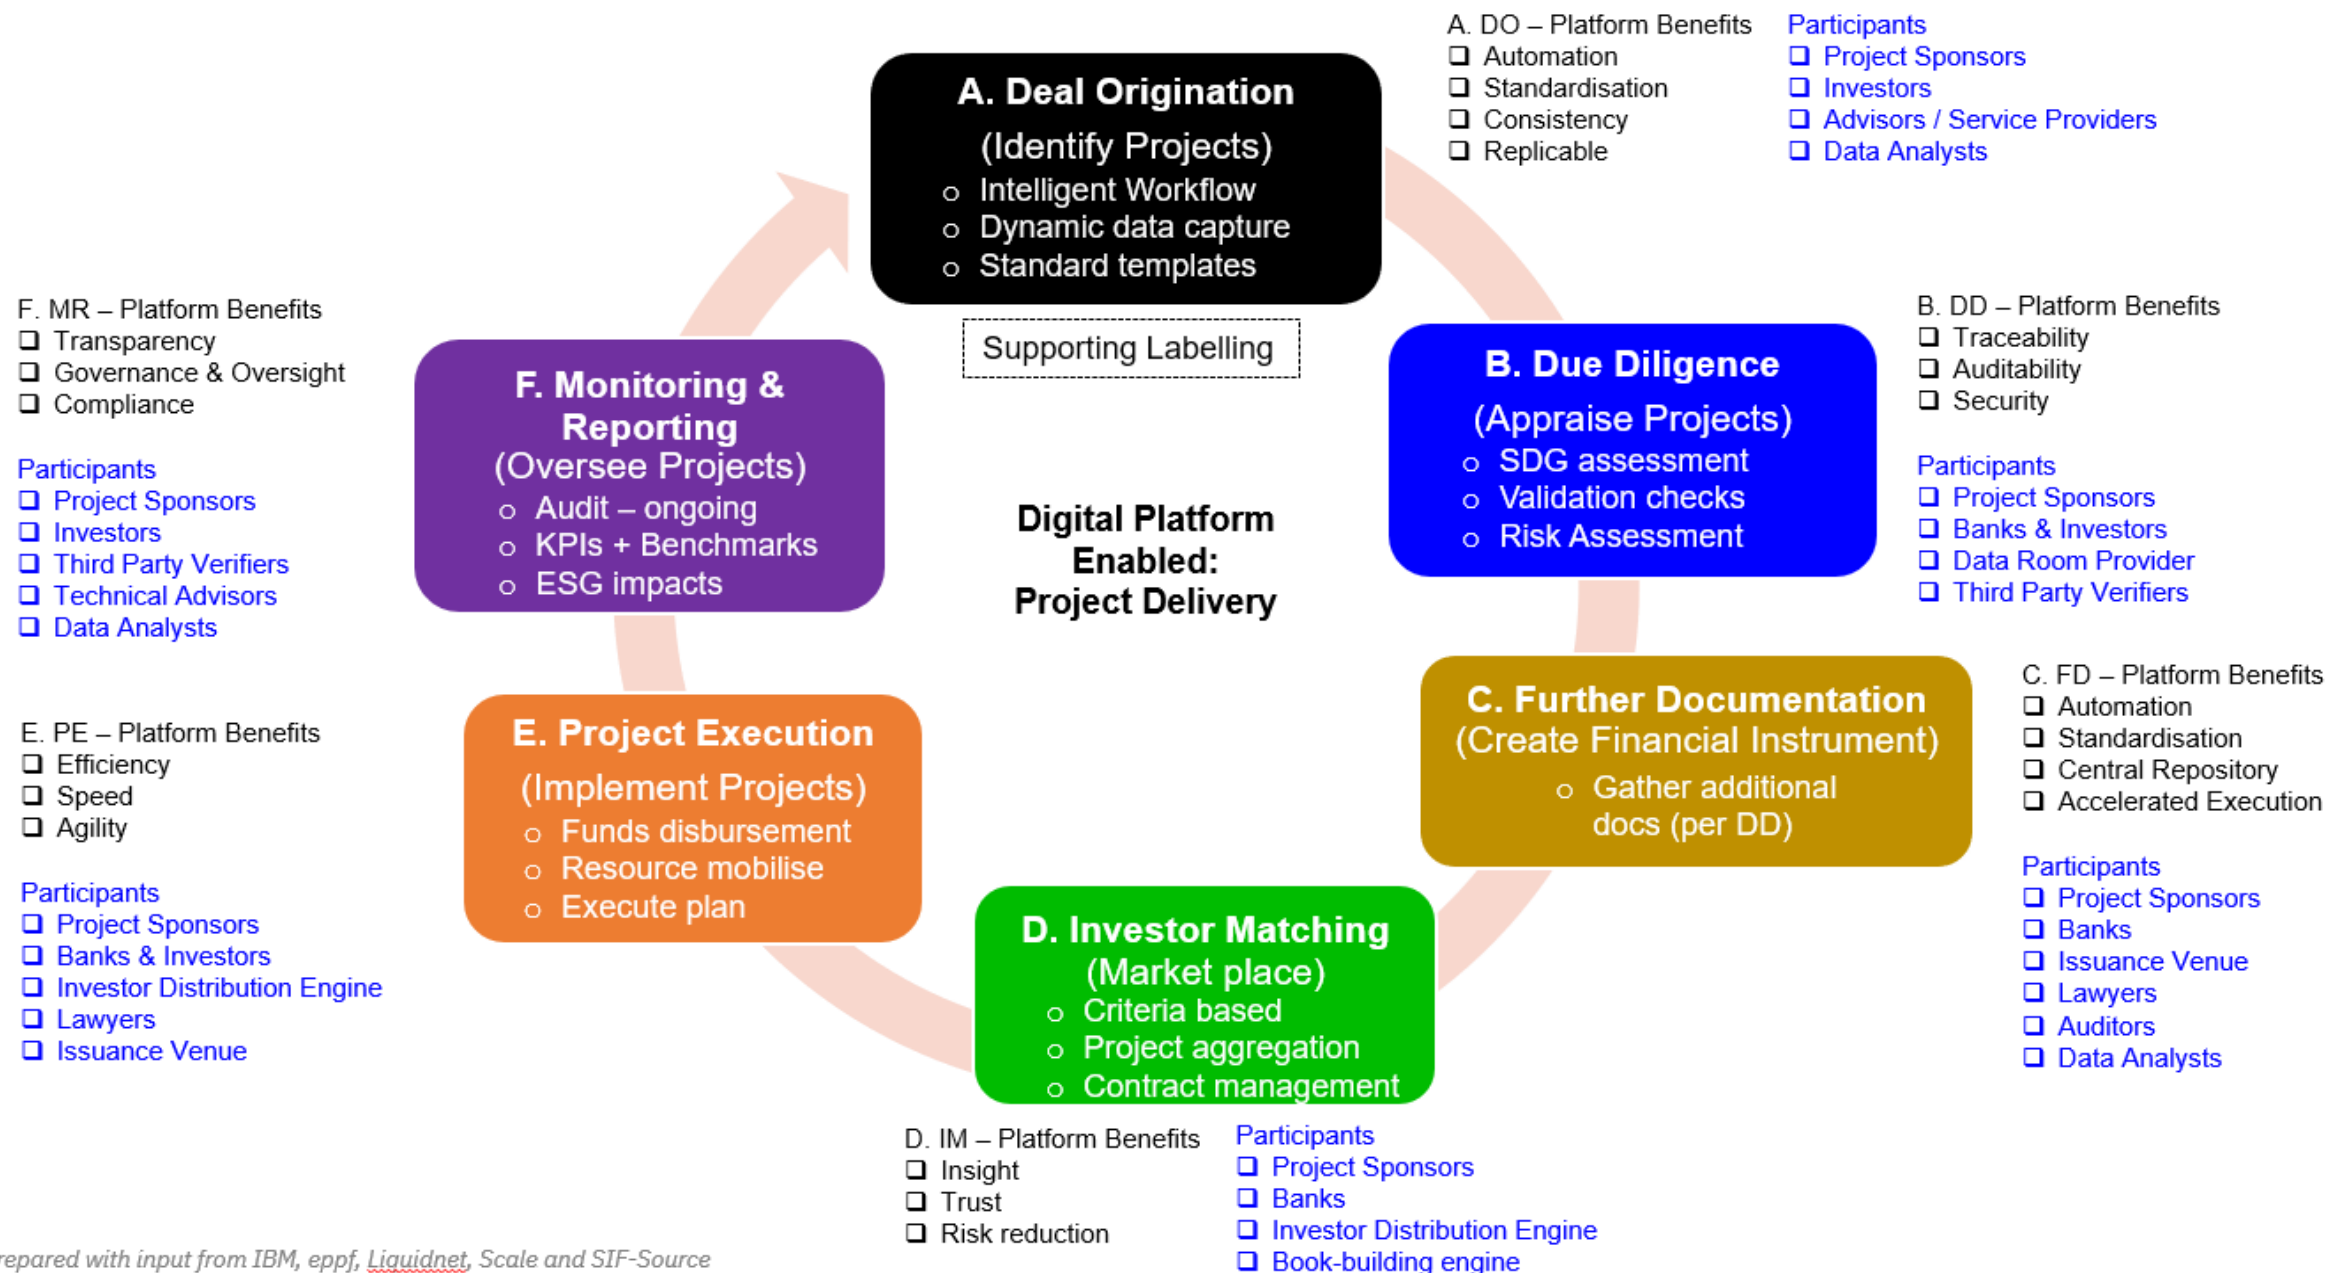 A. DO – Platform Benefits
Automation
Standardisation
Consistency
Replicable
Participants
Project Sponsors
Investors
Advisors / Service Providers
Data Analysts
A. Deal Origination
(Identify Projects)
Intelligent Workflow
Dynamic data capture
Standard templates
Supporting Labelling
B. Due Diligence
(Appraise Projects)
SDG assessment
Validation checks
Risk Assessment
B. DD – Platform Benefits
Traceability
Auditability
Security
Participants
Project Sponsors
Banks & Investors
Data Room Provider
Third Party Verifiers
Digital Platform
Enabled:
Project Delivery
C. Further Documentation
(Create Financial Instrument)
Gather additional
docs (per DD)
C. FD – Platform Benefits
Automation
Standardisation
Central Repository
Accelerated Execution
Participants
Project Sponsors
Banks
Issuance Venue
Lawyers
Auditors
Data Analysts
D. Investor Matching
(Market place)
Criteria based
Project aggregation
Contract management
D. IM – Platform Benefits
Insight
Trust
Risk reduction
Participants
Project Sponsors
Banks
Investor Distribution Engine
Book-building engine
E. Project Execution
(Implement Projects)
Funds disbursement
Resource mobilise
Execute plan
E. PE – Platform Benefits
Efficiency
Speed
Agility
Participants
Project Sponsors
Banks & Investors
Investor Distribution Engine
Lawyers
Issuance Venue
F. Monitoring &
Reporting
(Oversee Projects)
Audit – ongoing
KPIs + Benchmarks
ESG impacts
F. MR – Platform Benefits
Transparency
Governance & Oversight
Compliance
Participants
Project Sponsors
Investors
Third Party Verifiers
Technical Advisors
Data Analysts
repared with input from IBM, eppf, Liquidnet, Scale and SIF-Source